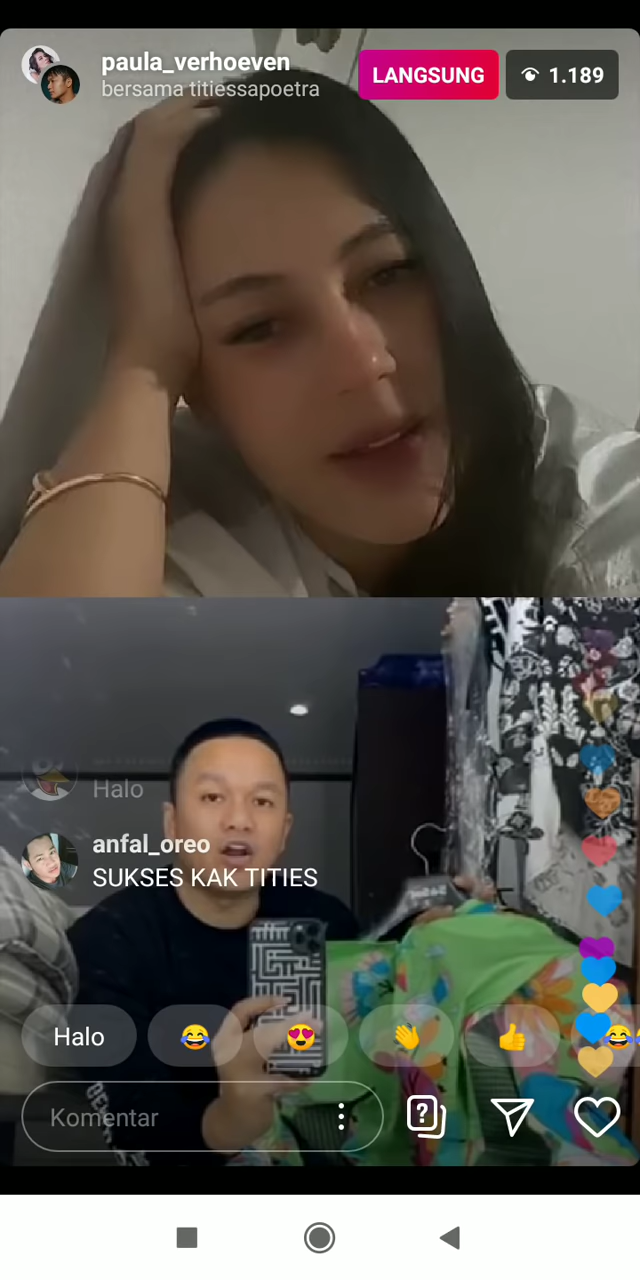 paula_verhoeven
bersama titiessapoetra
LANGSUNG
1.189
Halo
anfal_oreo
SUKSES KAK TITIES
Halo
Komentar